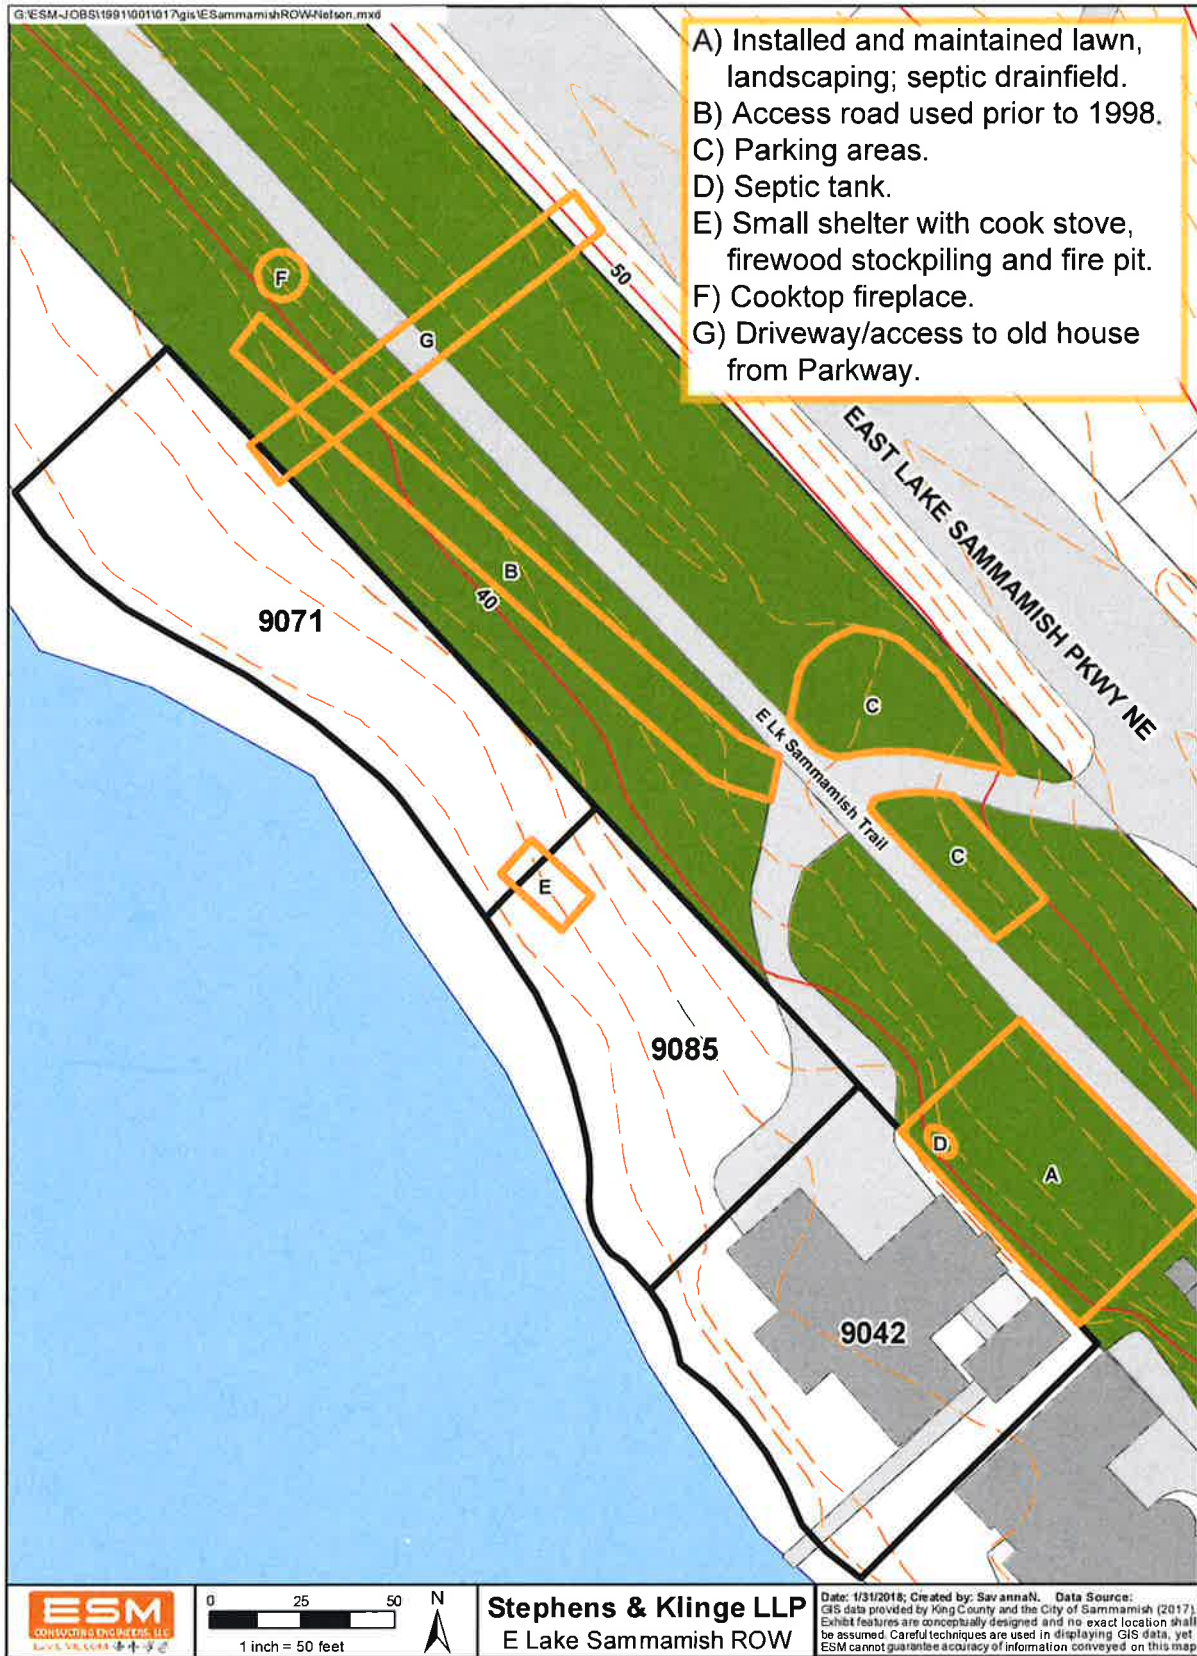 G:\ESM-JOBS\1991\001\017\gis\ESammamishROW-Nelson.mxd
A) Installed and maintained lawn,
landscaping; septic drainfield.
B) Access road used prior to 1998.
C) Parking areas.
D) Septic tank.
E) Small shelter with cook stove,
firewood stockpiling and fire pit.
F) Cooktop fireplace.
G) Driveway/access to old house
from Parkway.
50
F
G
EAST LAKE SAMMAMISH PKWY NE
B
40
9071
C
E Lk Sammamish Trail
C
E
9085
D
A
9042
ESM
CONSULTING ENGINEERS, LLC
0 25 50
1 inch = 50 feet
N
Stephens & Klinge LLP
E Lake Sammamish ROW
Date: 1/31/2018; Created by: SavannaN. Data Source:
GIS data provided by King County and the City of Sammamish (2017).
Exhibit features are conceptually designed and no exact location shall
be assumed. Careful techniques are used in displaying GIS data, yet
ESM cannot guarantee accuracy of information conveyed on this map